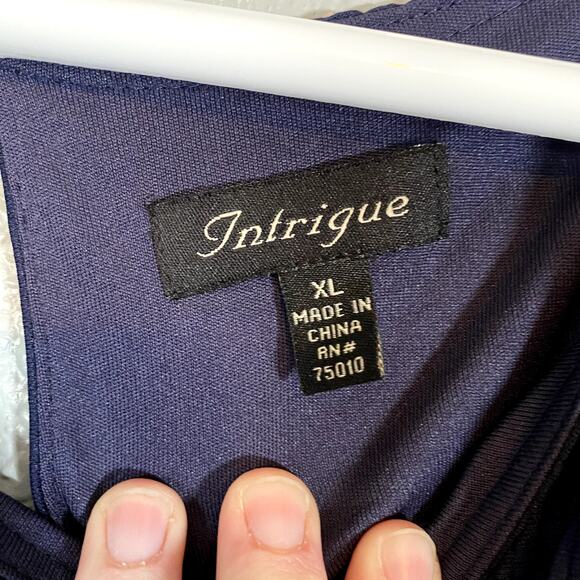 Intrigue
XL
MADE IN
CHINA
RN#
75010